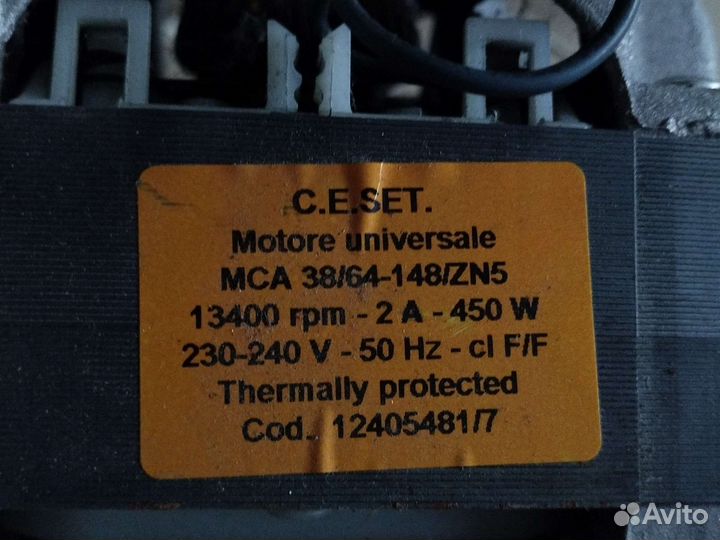 C.E.SET.
Motore universale
MCA 38/64-148/ZN5
13400 rpm - 2 A - 450 W
230-240 V - 50 Hz - cl F/F
Thermally protected
Cod. 12405481/7
Avito